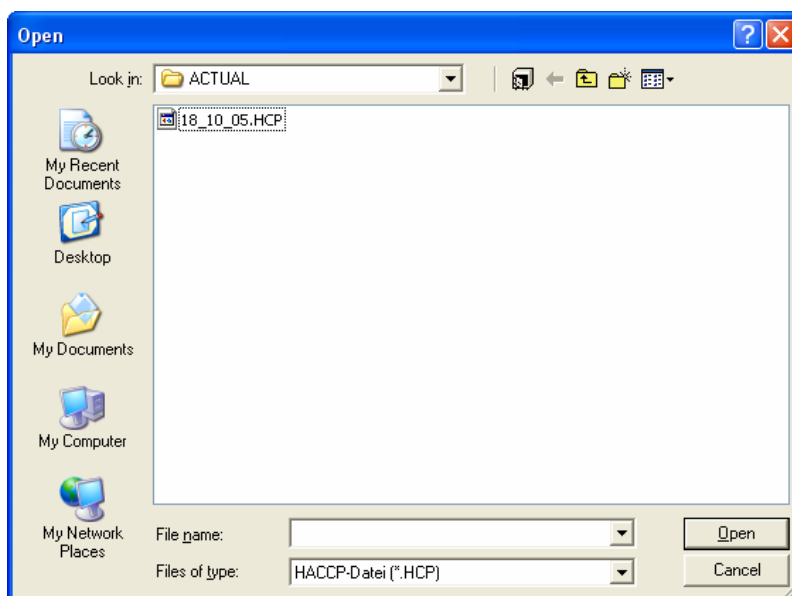 Open
Look in: ACTUAL
18_10_05.HCP
My Recent
Documents
Desktop
My Documents
My Computer
My Network
Places
File name:
Open
Files of type: HACCP-Datei (*.HCP)
Cancel